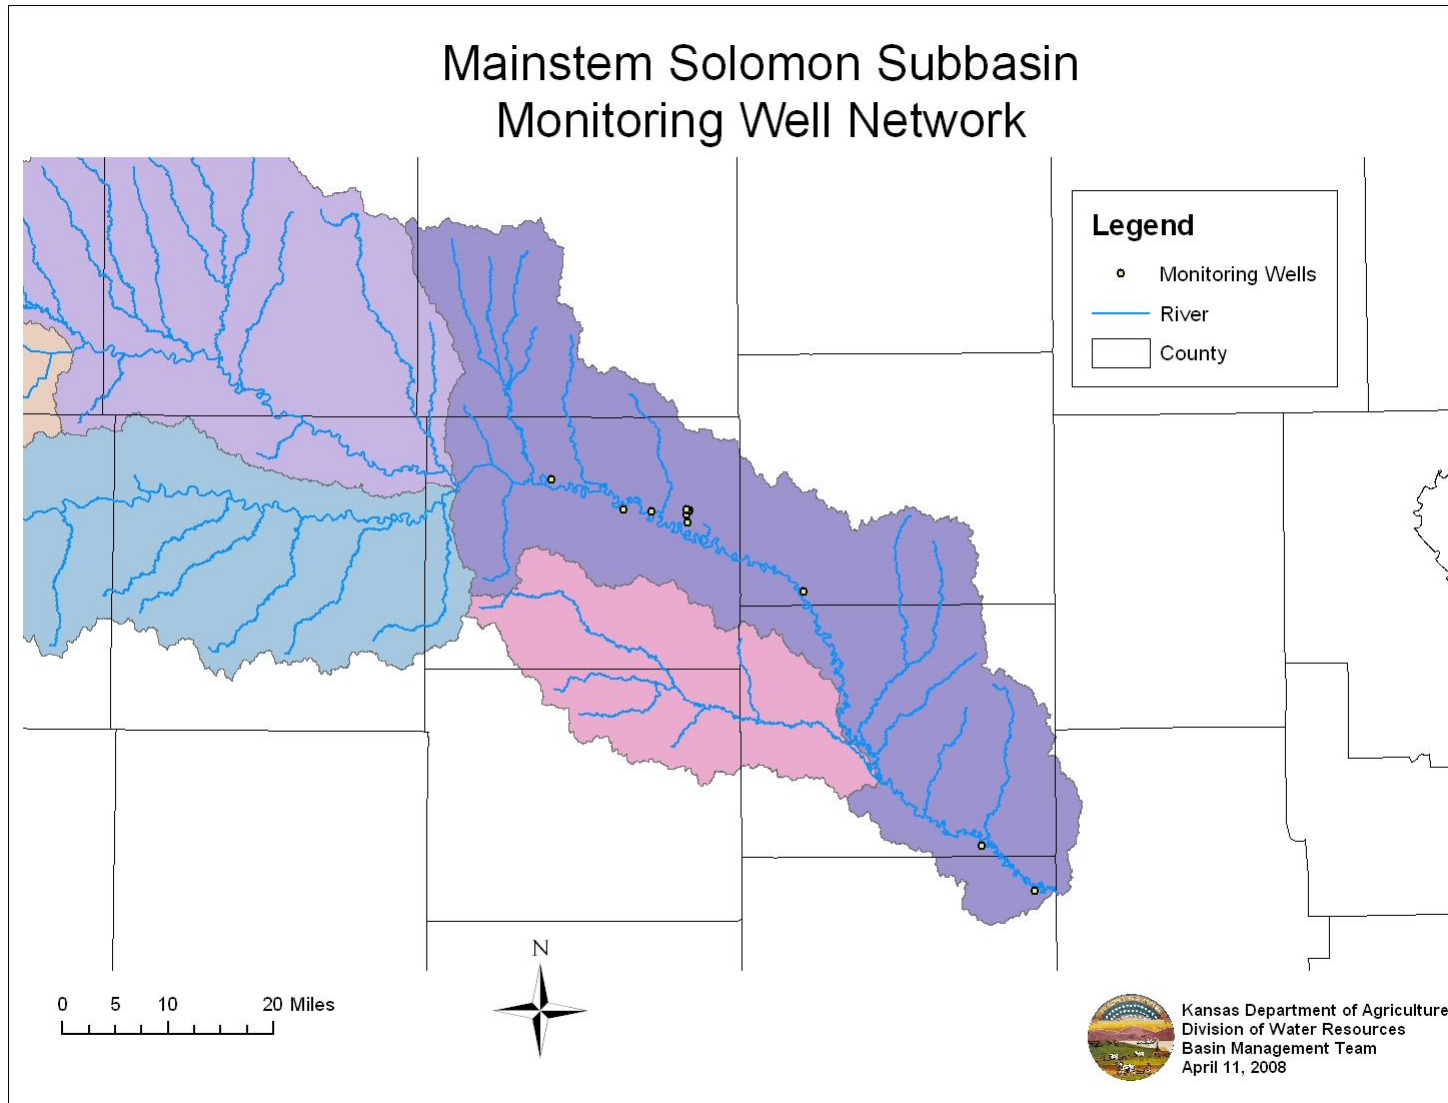 Mainstem Solomon Subbasin
Monitoring Well Network
Legend
Monitoring Wells
River
County
N
0 5 10 20 Miles
Kansas Department of Agriculture
Division of Water Resources
Basin Management Team
April 11, 2008